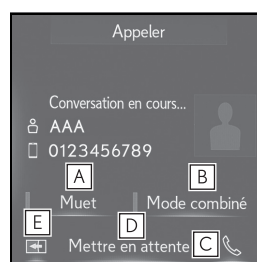 Appeler
Conversation en cours...
AAA
0123456789
A B
Muet Mode combiné
E D
Mettre en attente C